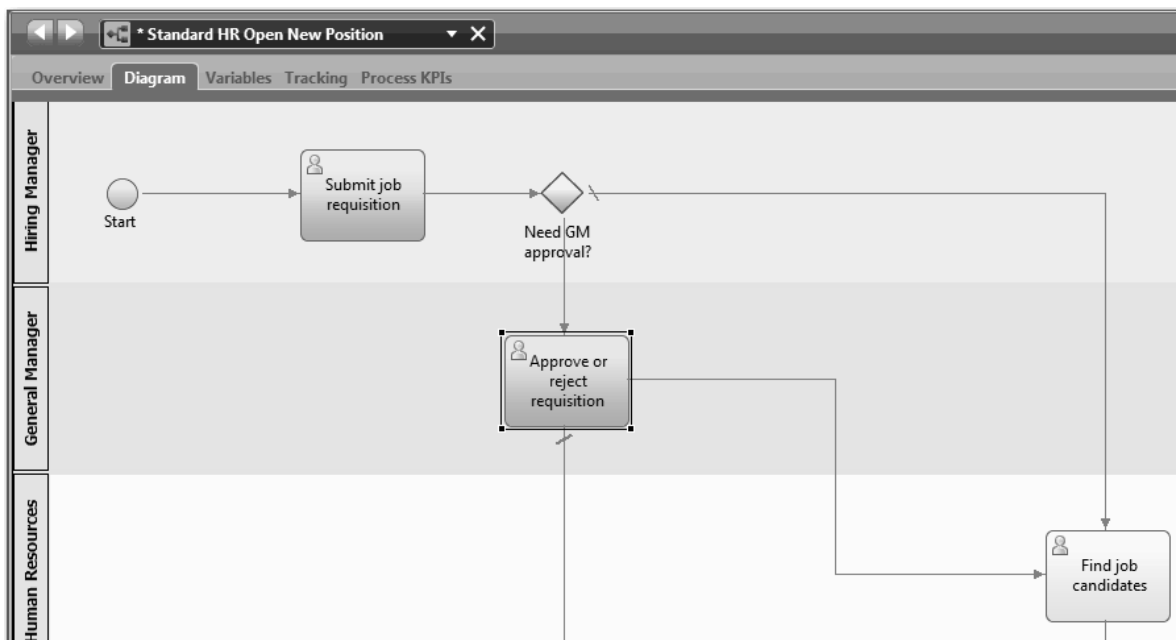 * Standard HR Open New Position
Overview Diagram Variables Tracking Process KPIs
Hiring Manager
Start
Submit job
requisition
Need GM
approval?
General Manager
Approve or
reject
requisition
Human Resources
Find job
candidates